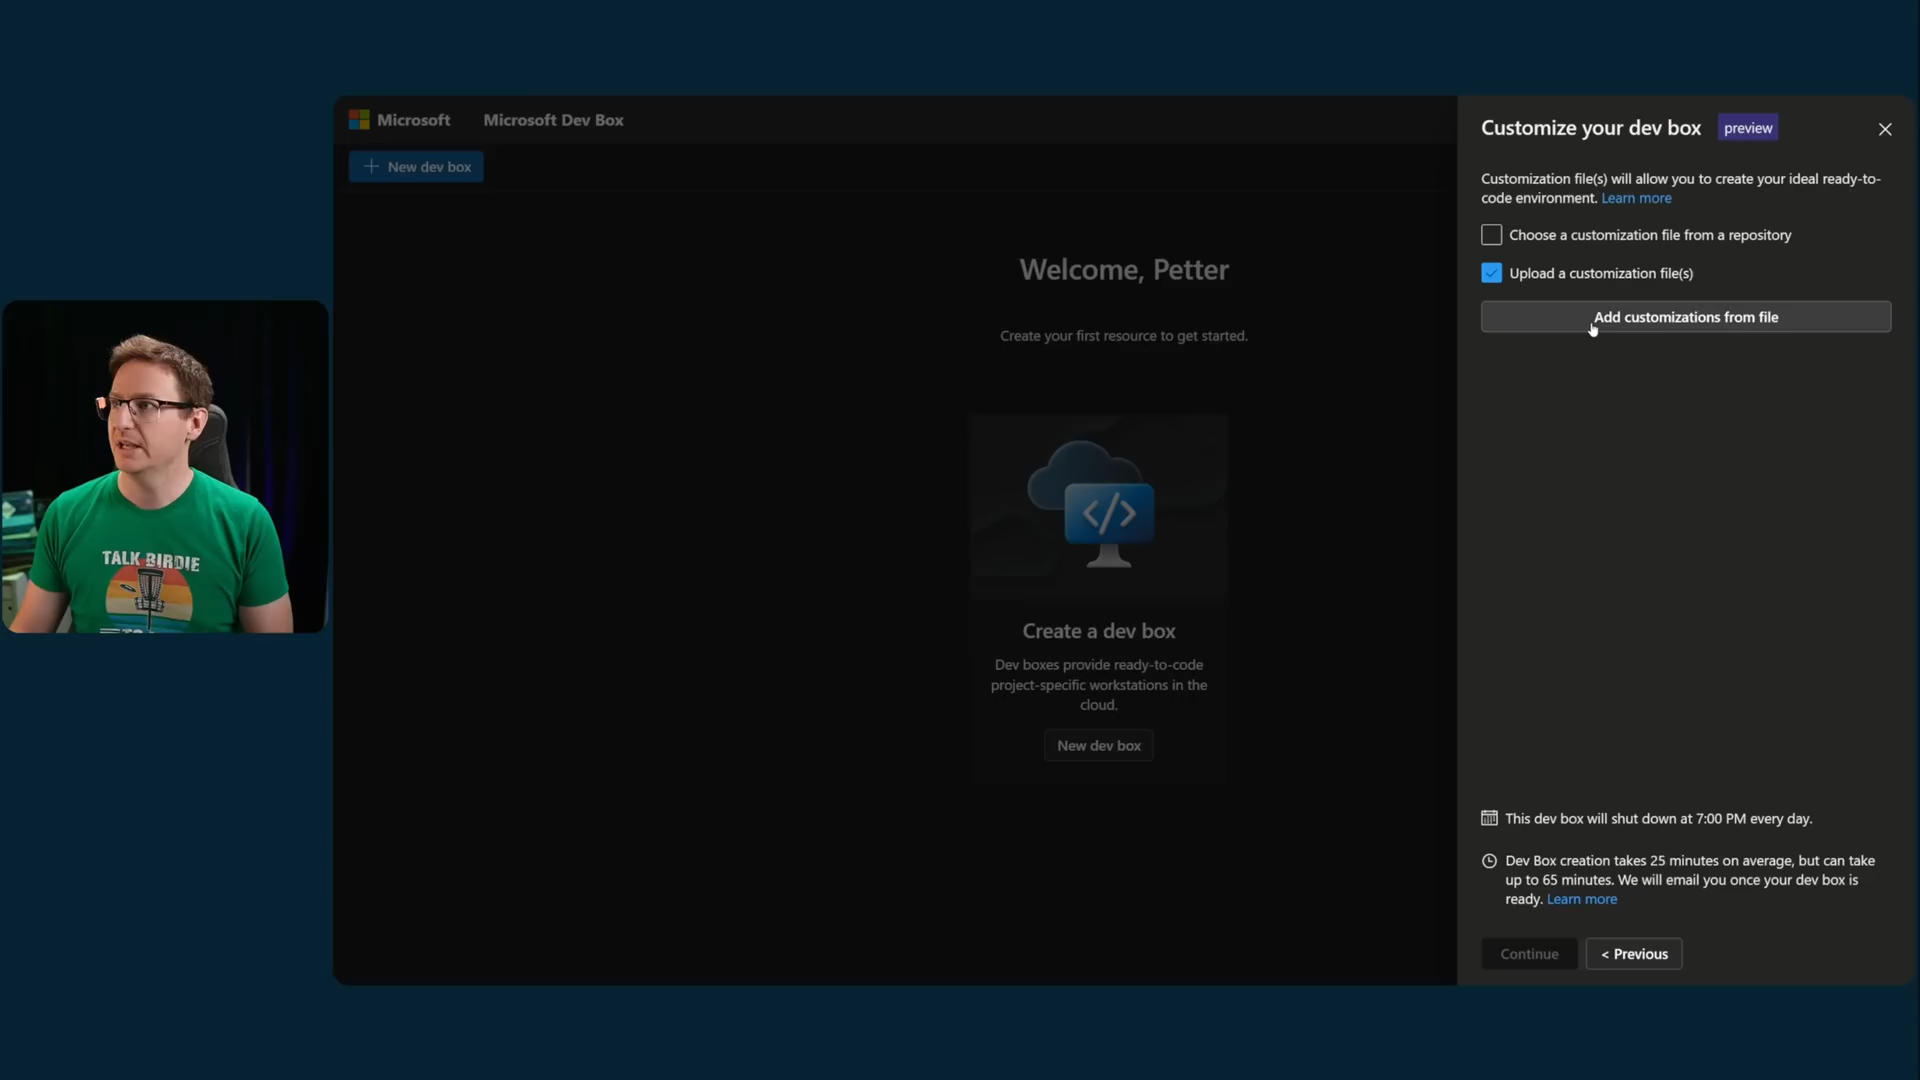 Microsoft
Microsoft Dev Box
New dev box
Welcome, Petter
Create your first resource to get started.
Create a dev box
Dev boxes provide ready-to-code
project-specific workstations in the
cloud.
New dev box
Customize your dev box
preview
Customization file(s) will allow you to create your ideal ready-to-
code environment. Learn more
Choose a customization file from a repository
Upload a customization file(s)
Add customizations from file
This dev box will shut down at 7:00 PM every day.
Dev Box creation takes 25 minutes on average, but can take
up to 65 minutes. We will email you once your dev box is
ready. Learn more
Continue
< Previous
TALK BIRDIE